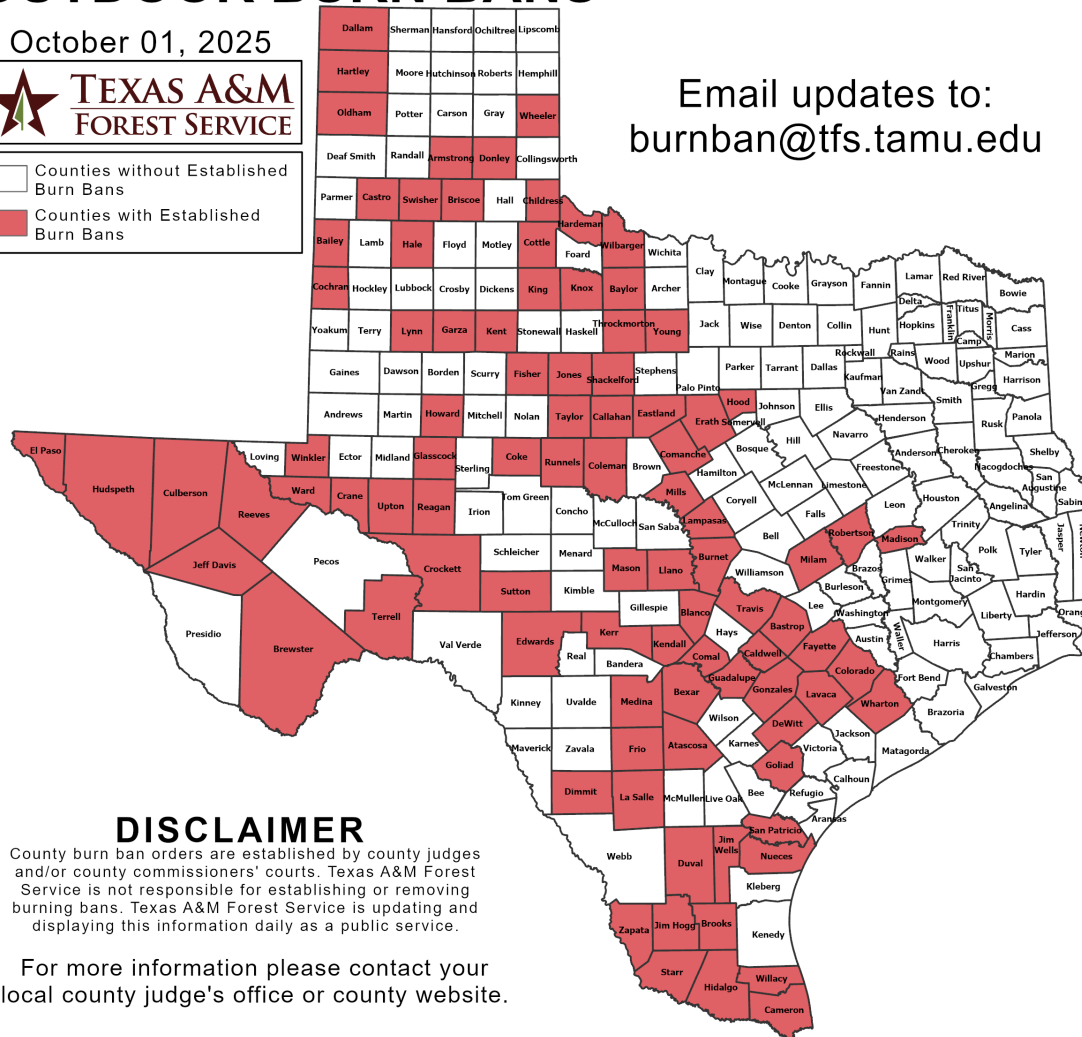 OUTDOOR BURN BANS
October 01, 2025
TEXAS A&M
FOREST SERVICE
Counties without Established
Burn Bans
Counties with Established
Burn Bans
Email updates to:
burnban@tfs.tamu.edu
Dallam Sherman Hansford Ochiltree Lipscomb
Hartley Moore Hutchinson Roberts Hemphill
Oldham Potter Carson Gray Wheeler
Deaf Smith Randall Armstrong Donley Collingsworth
Parmer Castro Swisher Briscoe Hall Childress
Hardeman
Bailey Lamb Hale Floyd Motley Cottle Foard Wilbarger Wichita
Clay Montague Cooke Grayson Fannin Lamar Red River Bowie
Cochran Hockley Lubbock Crosby Dickens King Knox Baylor Archer
Delta Franklin Titus Morris
Yoakum Terry Lynn Garza Kent Stonewall Haskell Throckmorton Young Jack Wise Denton Collin Hunt Hopkins Camp Cass
Rockwall Rains Wood Upshur Marion
Gaines Dawson Borden Scurry Fisher Jones Shackelford Stephens Palo Pinto Parker Tarrant Dallas Kaufman Van Zandt Smith Gregg Harrison
Andrews Martin Howard Mitchell Nolan Taylor Callahan Eastland Erath Hood Somervell Johnson Ellis Henderson Rusk Panola
El Paso Loving Winkler Ector Midland Glasscock Sterling Coke Runnels Coleman Brown Comanche Hamilton Bosque Hill Navarro Freestone Anderson Cherokee Nacogdoches Shelby
Hudspeth Culberson Reeves Ward Crane Upton Reagan Irion Tom Green Concho McCulloch San Saba Mills Lampasas Coryell McLennan Limestone Falls Leon Houston Angelina San
Augustine Sabin
Jeff Davis Pecos Crockett Schleicher Menard Mason Llano Burnet Bell Milam Robertson Madison Walker Trinity Polk Tyler Jasper
Terrell Sutton Kimble Gillespie Blanco Williamson Travis Burleson Brazos Grimes San
Jacinto Montgomery Liberty Hardin Orang
Presidio Brewster Val Verde Edwards Real Kerr Bandera Kendall Comal Hays Caldwell Bastrop Lee Fayette Washington Austin Waller Harris Chambers Jefferson
Kinney Uvalde Medina Bexar Guadalupe Gonzales Lavaca Colorado Wharton Fort Bend Brazoria Galveston
Maverick Zavala Frio Atascosa Wilson Karnes DeWitt Victoria Jackson Matagorda
Dimmit La Salle McMullen Live Oak Bee Goliad Refugio Calhoun
Aransas
Webb Duval Jim
Wells San Patricio
Nueces
Kleberg
Zapata Jim Hogg Brooks Kenedy
Starr Hidalgo Willacy
Cameron
DISCLAIMER
County burn ban orders are established by county judges
and/or county commissioners' courts. Texas A&M Forest
Service is not responsible for establishing or removing
burning bans. Texas A&M Forest Service is updating and
displaying this information daily as a public service.
For more information please contact your
local county judge's office or county website.